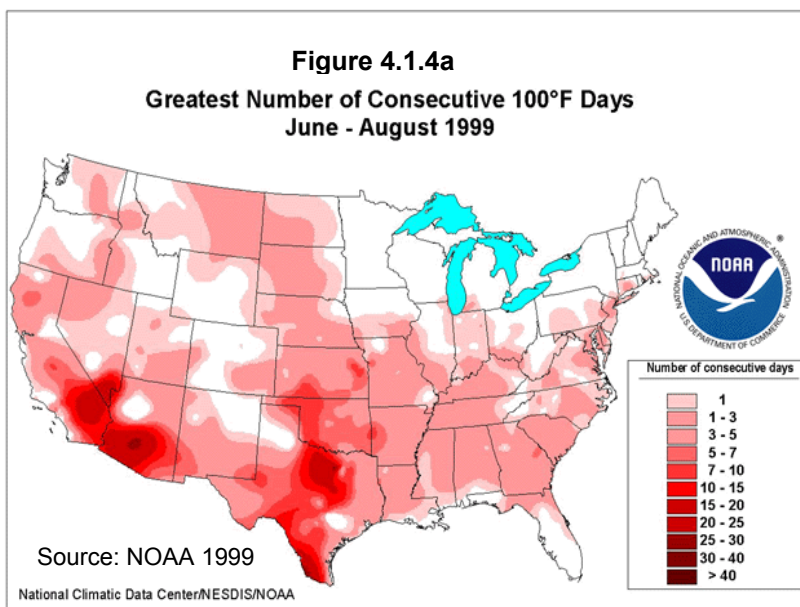 Figure 4.1.4a
Greatest Number of Consecutive 100°F Days
June - August 1999
NATIONAL OCEANIC AND ATMOSPHERIC ADMINISTRATION
NOAA
U.S. DEPARTMENT OF COMMERCE
®
Number of consecutive days
1
1 - 3
3 - 5
5 - 7
7 - 10
10 - 15
15 - 20
20 - 25
25 - 30
30 - 40
> 40
Source: NOAA 1999
National Climatic Data Center/NESDIS/NOAA